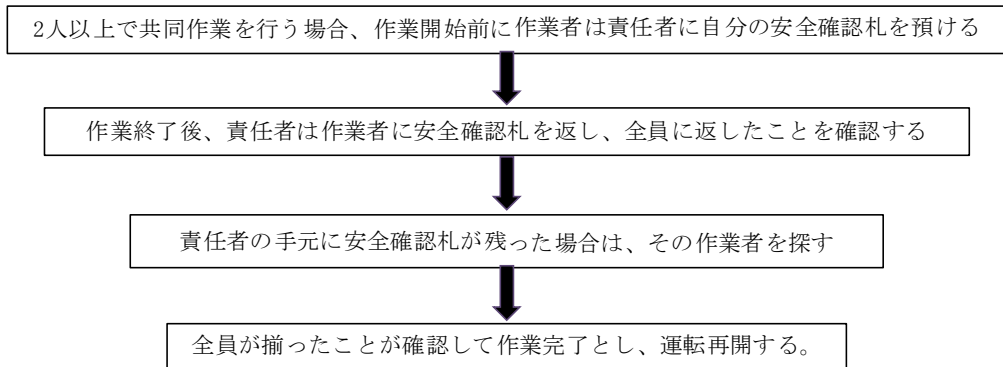 2人以上で共同作業を行う場合、作業開始前に作業者は責任者に自分の安全確認札を預ける
作業終了後、責任者は作業者に安全確認札を返し、全員に返したことを確認する
責任者の手元に安全確認札が残った場合は、その作業者を探す
全員が揃ったことが確認して作業完了とし、運転再開する。